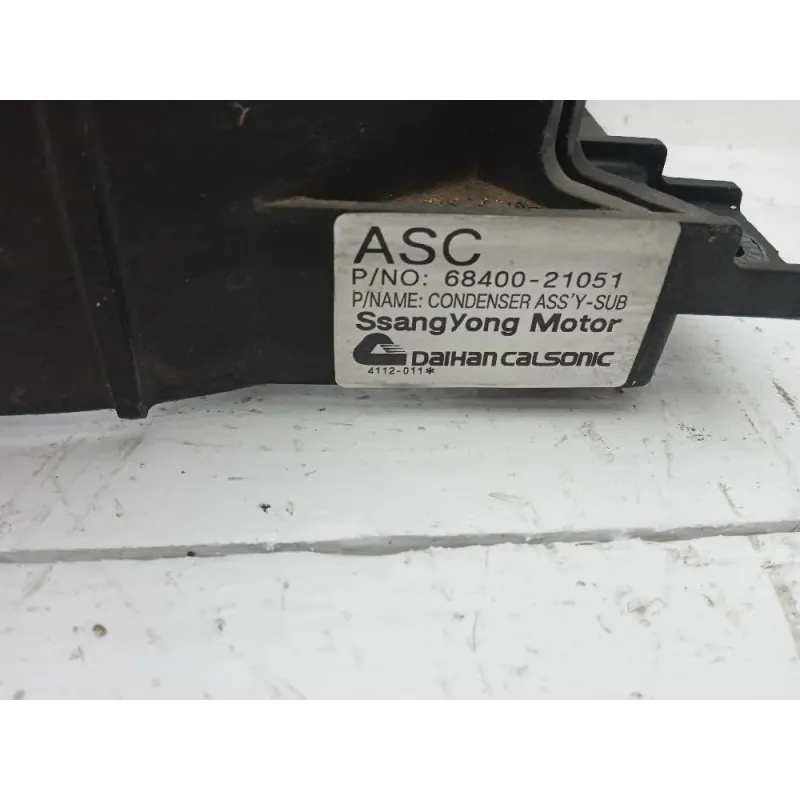 ASC
P/NO: 68400-21051
P/NAME: CONDENSER ASS'Y-SUB
SsangYong Motor
DAIHAN CALSONIC
4112-011*